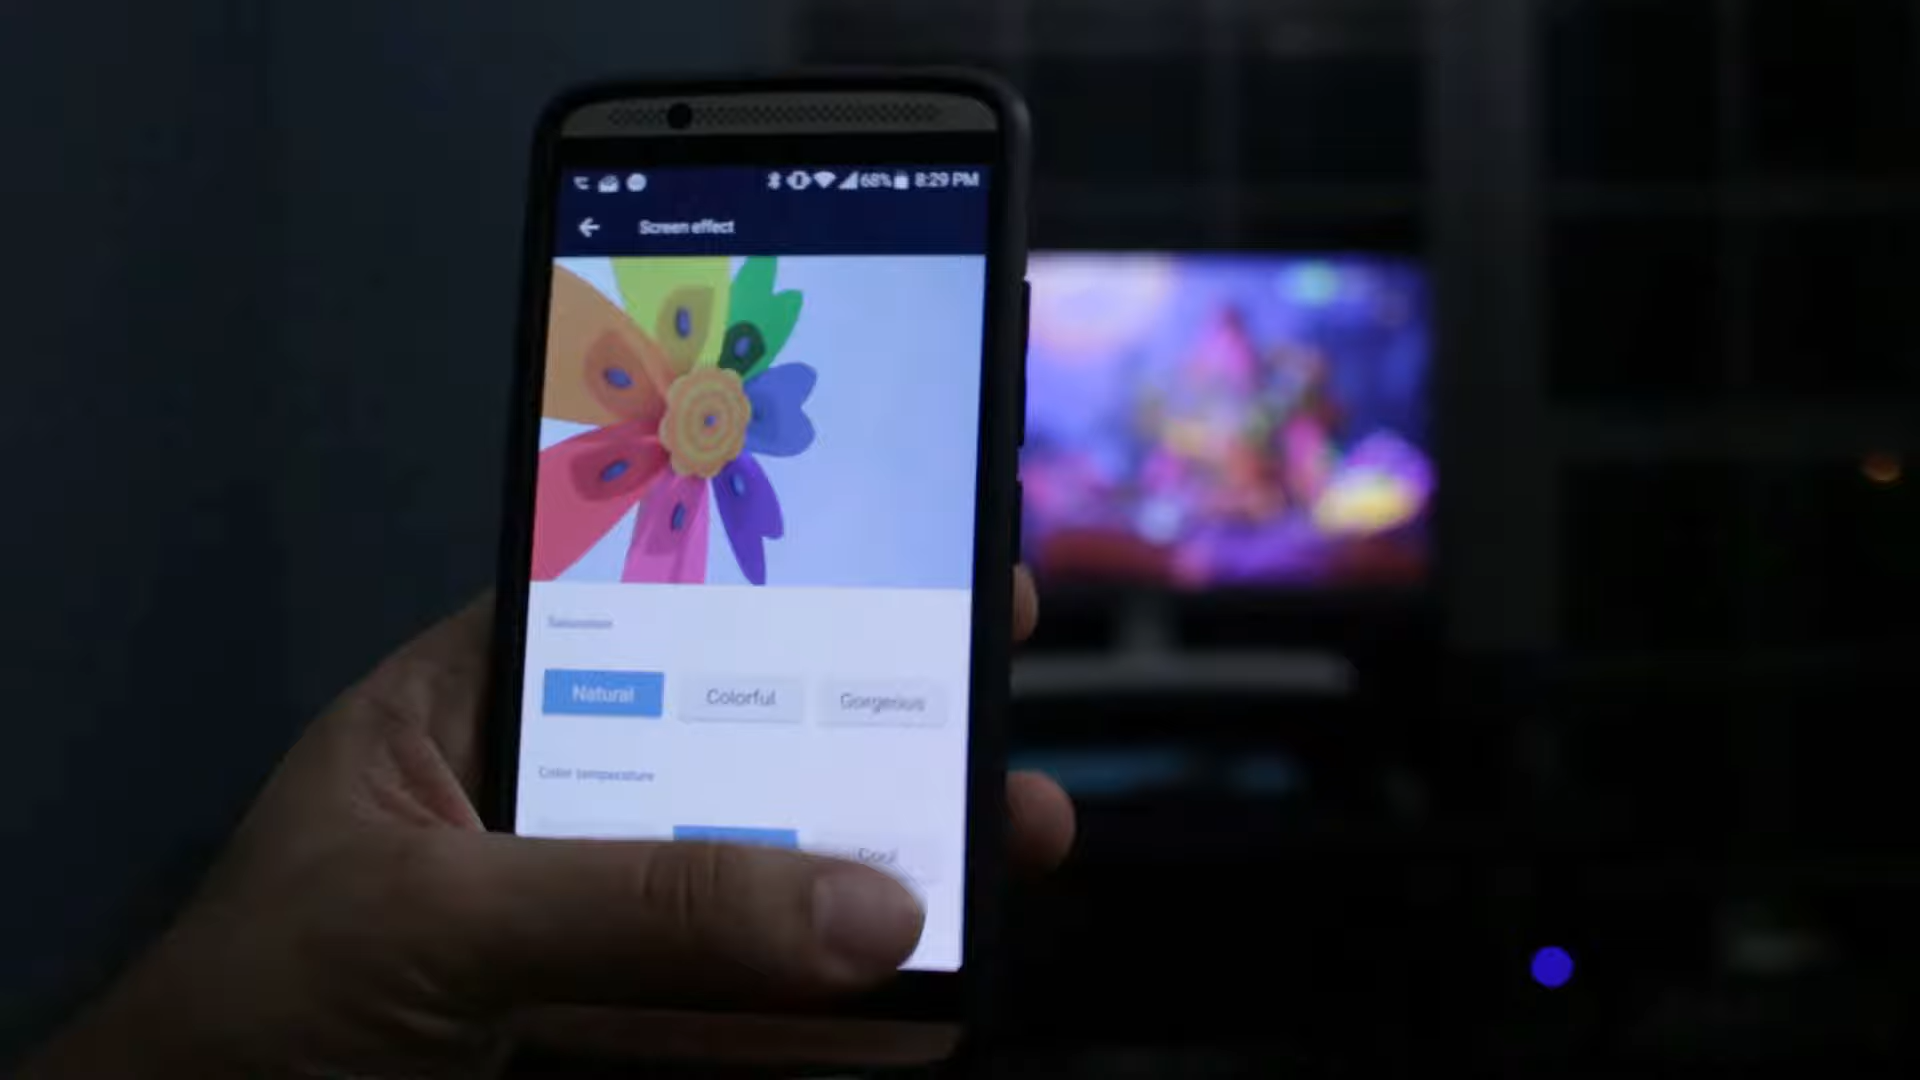 68% 8:29 PM
Screen effect
Saturation
Natural Colorful Gorgeous
Color temperature
Cool